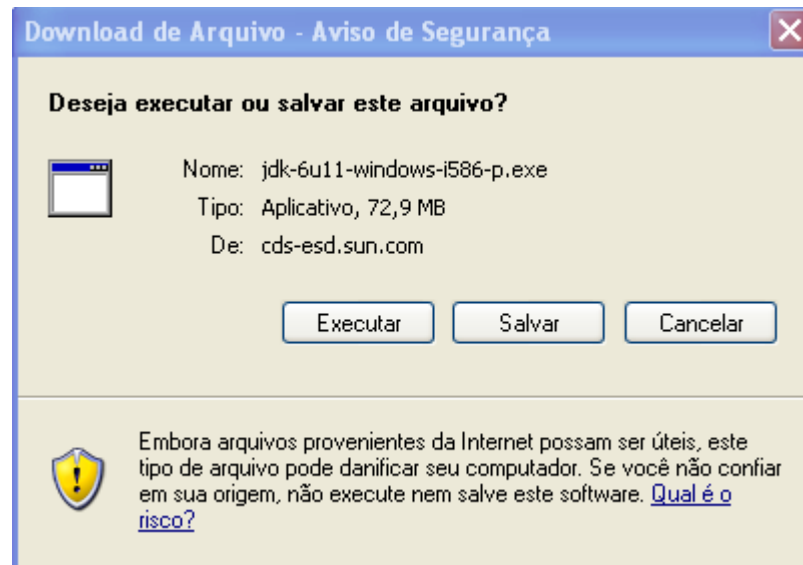 Download de Arquivo - Aviso de Segurança
Deseja executar ou salvar este arquivo?
Nome: jdk-6u11-windows-i586-p.exe
Tipo: Aplicativo, 72,9 MB
De: cds-esd.sun.com
Executar Salvar Cancelar
Embora arquivos provenientes da Internet possam ser úteis, este
tipo de arquivo pode danificar seu computador. Se você não confiar
em sua origem, não execute nem salve este software. Qual é o
risco?